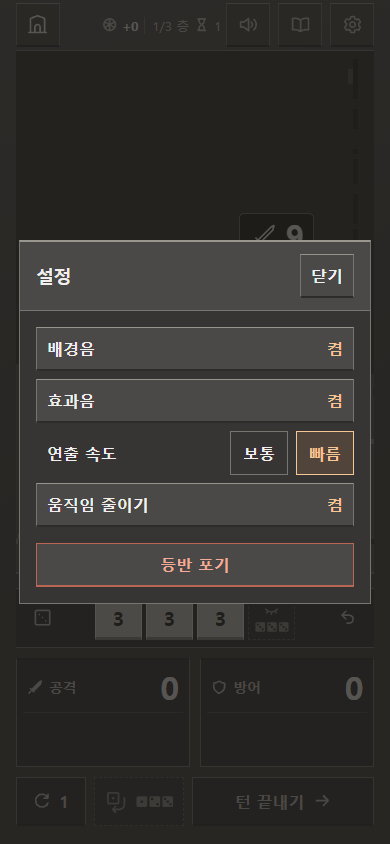 +0 1/3 층 1
9
설정 닫기
배경음 켬
효과음 켬
연출 속도 보통 빠름
움직임 줄이기 켬
등반 포기
3 3 3
공격 0 방어 0
1 턴 끝내기